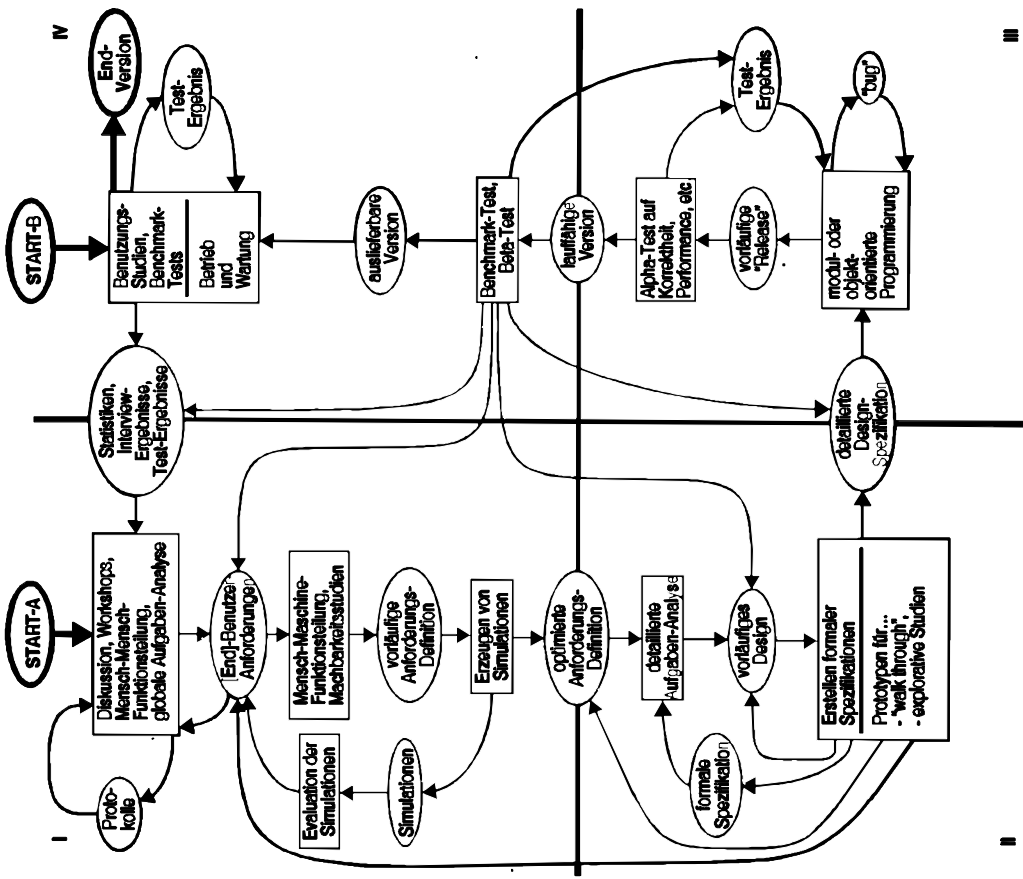 START-A
START-B
I
IV
Proto-
kolle
Diskussion, Workshops,
Mensch-Mensch-
Funktionsteilung,
globale Aufgaben-Analyse
Statistiken,
Interview-
Ergebnisse,
Test-Ergebnisse
Benutzungs-
Studien,
Benchmark-
Tests
Betrieb
und
Wartung
End-
Version
Test-
Ergebnis
[End]-Benutzer
Anforderungen
Mensch-Maschine-
Funktionsteilung,
Machbarkeitsstudien
vorläufige
Anforderungs-
Definition
Erzeugen von
Simulationen
Evaluation der
Simulationen
Simulationen
auslieferbare
Version
Benchmark-Test,
Beta-Test
optimierte
Anforderungs-
Definition
lauffähige
Version
detaillierte
Aufgaben-Analyse
vorläufiges
Design
formale
Spezifikation
Erstellen formaler
Spezifikationen
Prototypen für...
- "walk through",
- explorative Studien
detaillierte
Design-
Spezifikation
Alpha-Test auf
Korrektheit,
Performance, etc.
Test-
Ergebnis
vorläufige
"Release"
modul- oder
objekt-
orientierte
Programmierung
"bug"
II
III